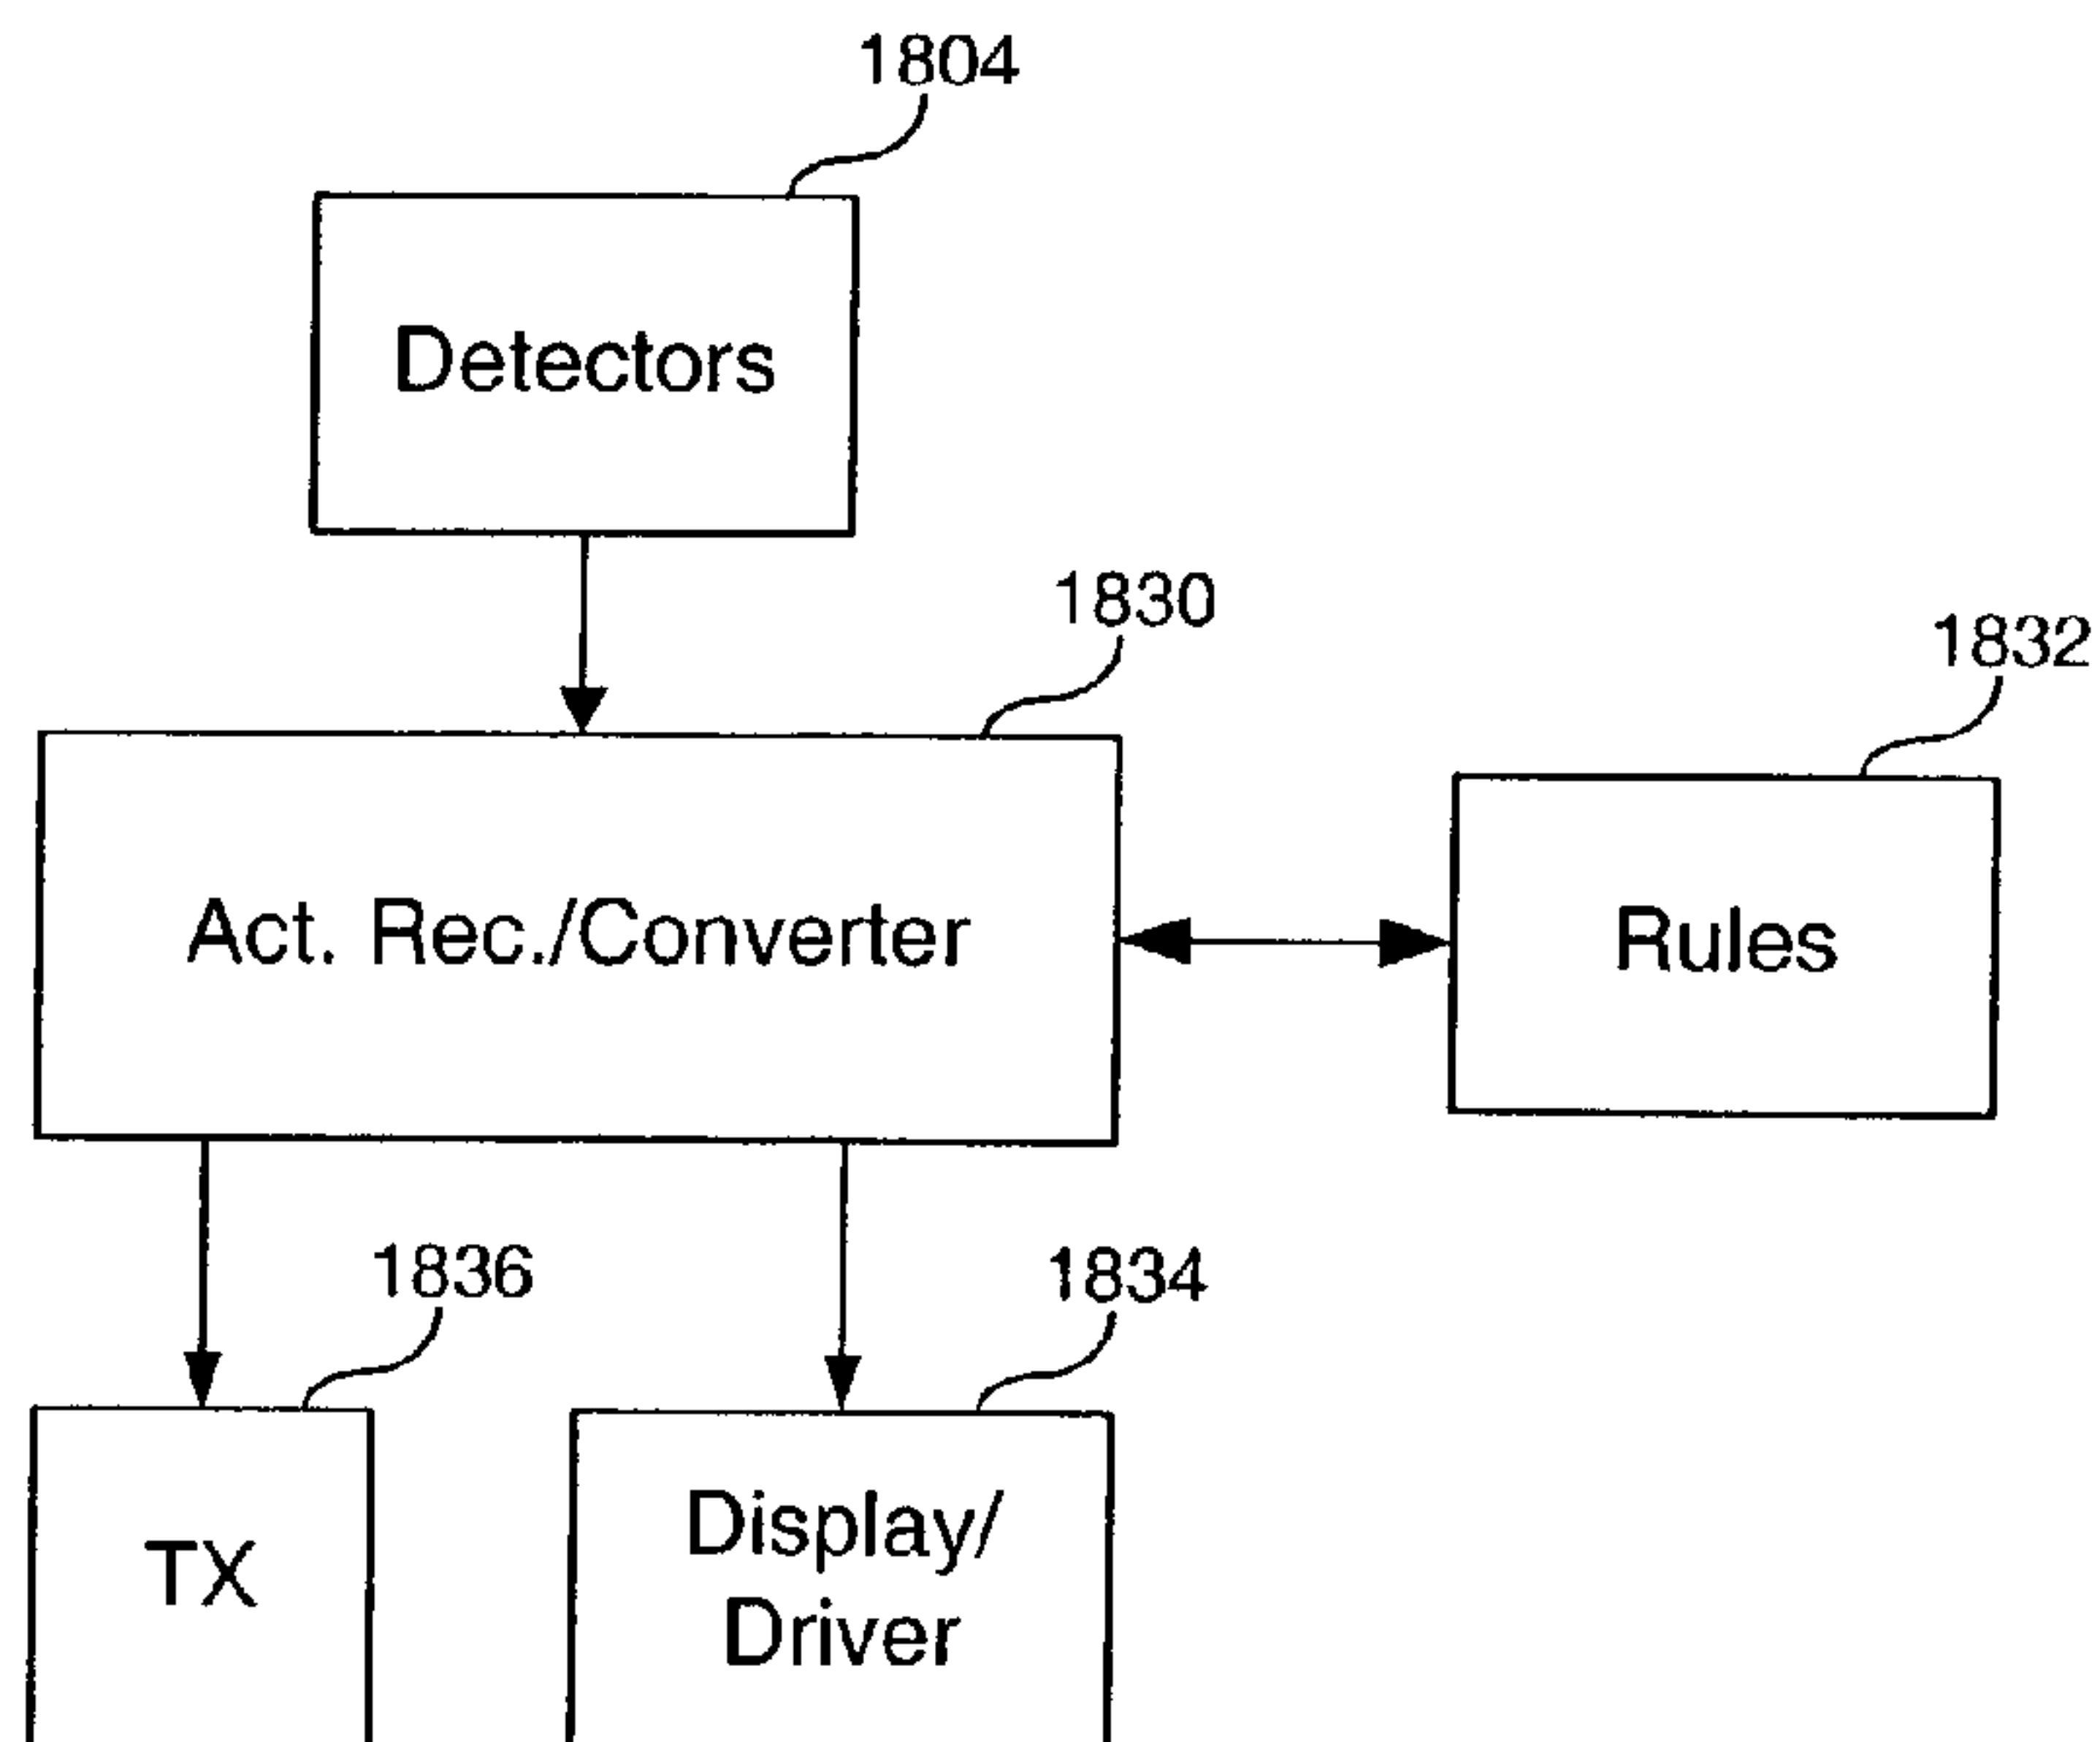 1804
Detectors
1830
1832
Act. Rec./Converter
Rules
1836
1834
TX
Display/
Driver